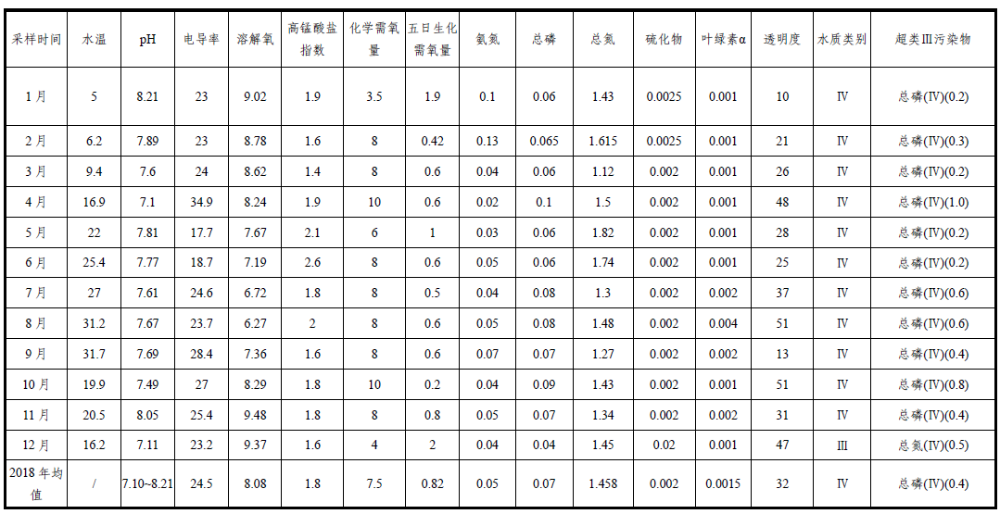 采样时间 水温 pH 电导率 溶解氧 高锰酸盐指数 化学需氧量 五日生化需氧量 氨氮 总磷 总氮 硫化物 叶绿素α 透明度 水质类别 超类Ⅲ污染物
1月 5 8.21 23 9.02 1.9 3.5 1.9 0.1 0.06 1.43 0.0025 0.001 10 Ⅳ 总磷(Ⅳ)(0.2)
2月 6.2 7.89 23 8.78 1.6 8 0.42 0.13 0.065 1.615 0.0025 0.001 21 Ⅳ 总磷(Ⅳ)(0.3)
3月 9.4 7.6 24 8.62 1.4 8 0.6 0.04 0.06 1.12 0.002 0.001 26 Ⅳ 总磷(Ⅳ)(0.2)
4月 16.9 7.1 34.9 8.24 1.9 10 0.6 0.02 0.1 1.5 0.002 0.001 48 Ⅳ 总磷(Ⅳ)(1.0)
5月 22 7.81 17.7 7.67 2.1 6 1 0.03 0.06 1.82 0.002 0.001 28 Ⅳ 总磷(Ⅳ)(0.2)
6月 25.4 7.77 18.7 7.19 2.6 8 0.6 0.05 0.06 1.74 0.002 0.001 25 Ⅳ 总磷(Ⅳ)(0.2)
7月 27 7.61 24.6 6.72 1.8 8 0.5 0.04 0.08 1.3 0.002 0.002 37 Ⅳ 总磷(Ⅳ)(0.6)
8月 31.2 7.67 23.7 6.27 2 8 0.6 0.05 0.08 1.48 0.002 0.004 51 Ⅳ 总磷(Ⅳ)(0.6)
9月 31.7 7.69 28.4 7.36 1.6 8 0.6 0.07 0.07 1.27 0.002 0.002 13 Ⅳ 总磷(Ⅳ)(0.4)
10月 19.9 7.49 27 8.29 1.8 10 0.2 0.04 0.09 1.43 0.002 0.001 51 Ⅳ 总磷(Ⅳ)(0.8)
11月 20.5 8.05 25.4 9.48 1.8 8 0.8 0.05 0.07 1.34 0.002 0.002 31 Ⅳ 总磷(Ⅳ)(0.4)
12月 16.2 7.11 23.2 9.37 1.6 4 2 0.04 0.04 1.45 0.02 0.001 47 Ⅲ 总氮(Ⅳ)(0.5)
2018年均值 / 7.10~8.21 24.5 8.08 1.8 7.5 0.82 0.05 0.07 1.458 0.002 0.0015 32 Ⅳ 总磷(Ⅳ)(0.4)